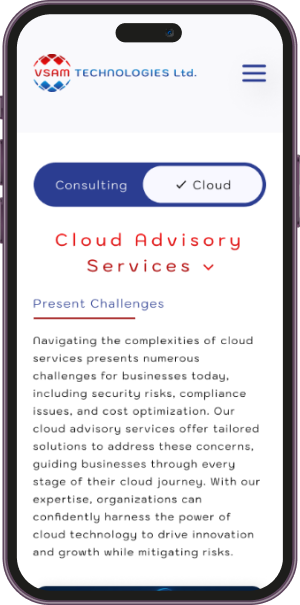 VSAM TECHNOLOGIES Ltd.
Consulting
Cloud
Cloud Advisory
Services
Present Challenges
Navigating the complexities of cloud
services presents numerous
challenges for businesses today,
including security risks, compliance
issues, and cost optimization. Our
cloud advisory services offer tailored
solutions to address these concerns,
guiding businesses through every
stage of their cloud journey. With our
expertise, organizations can
confidently harness the power of
cloud technology to drive innovation
and growth while mitigating risks.